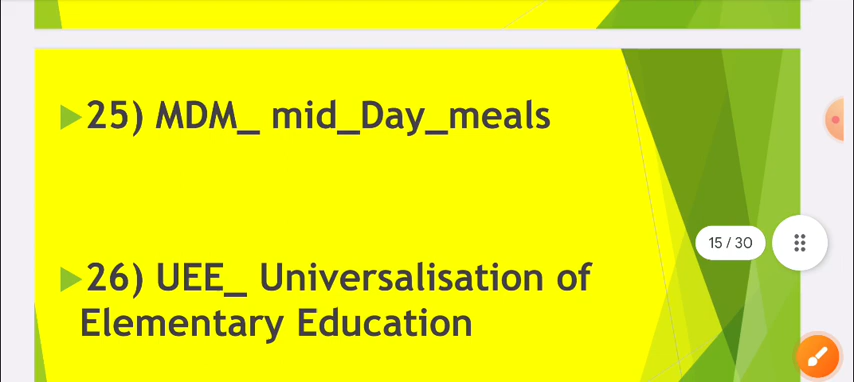 25) MDM_ mid_Day_meals
15 / 30
26) UEE_ Universalisation of
Elementary Education